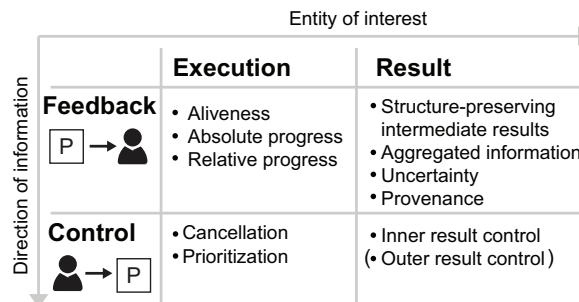 Entity of interest
Direction of information
Execution
Result
Feedback
P
• Aliveness
• Absolute progress
• Relative progress
• Structure-preserving
intermediate results
• Aggregated information
• Uncertainty
• Provenance
Control
P
• Cancellation
• Prioritization
• Inner result control
(• Outer result control)